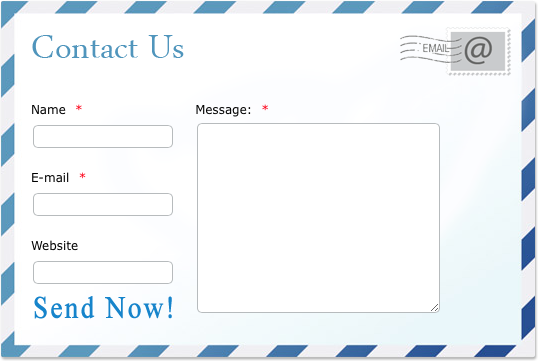 Contact Us
EMAIL @
Name *
E-mail *
Website
Send Now!
Message: *